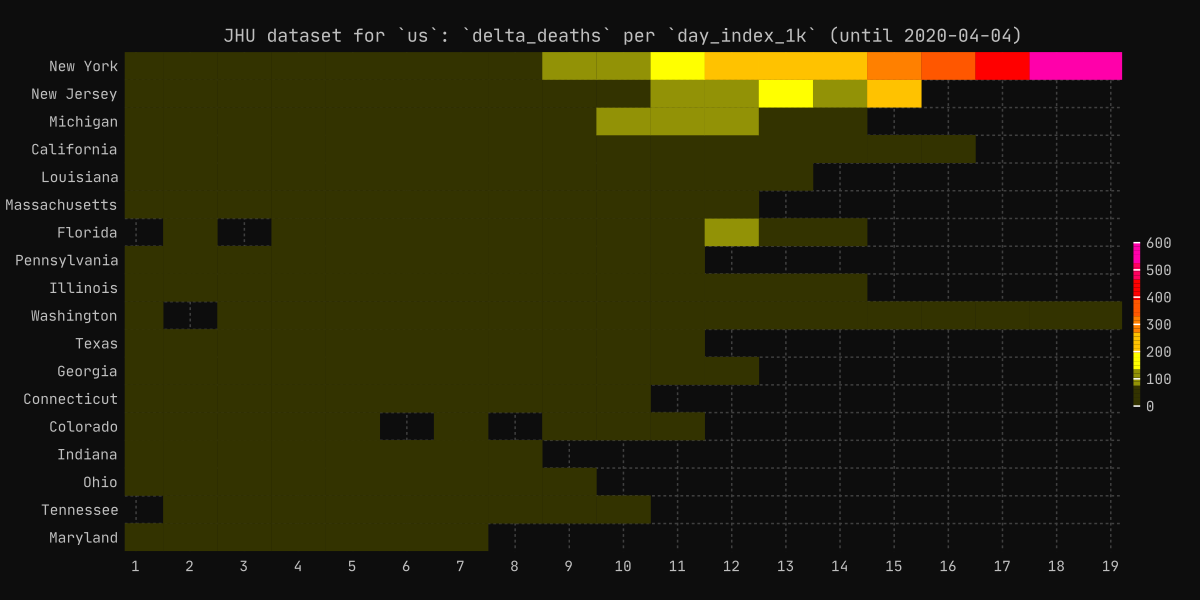 JHU dataset for `us`: `delta_deaths` per `day_index_1k` (until 2020-04-04)
New York
New Jersey
Michigan
California
Louisiana
Massachusetts
Florida
Pennsylvania
Illinois
Washington
Texas
Georgia
Connecticut
Colorado
Indiana
Ohio
Tennessee
Maryland
1 2 3 4 5 6 7 8 9 10 11 12 13 14 15 16 17 18 19
600
500
400
300
200
100
0